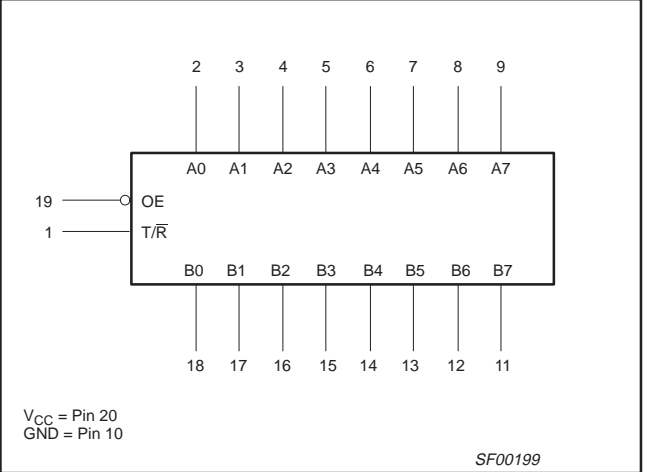 2 3 4 5 6 7 8 9
A0 A1 A2 A3 A4 A5 A6 A7
19 OE
1 T/R̅
B0 B1 B2 B3 B4 B5 B6 B7
18 17 16 15 14 13 12 11
VCC = Pin 20
GND = Pin 10
SF00199